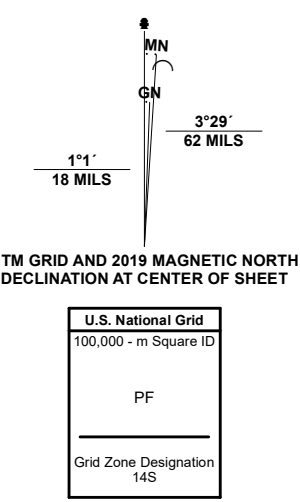 MN
GN
3°29´
62 MILS
1°1´
18 MILS
TM GRID AND 2019 MAGNETIC NORTH
DECLINATION AT CENTER OF SHEET
U.S. National Grid
100,000 - m Square ID
PF
Grid Zone Designation
14S